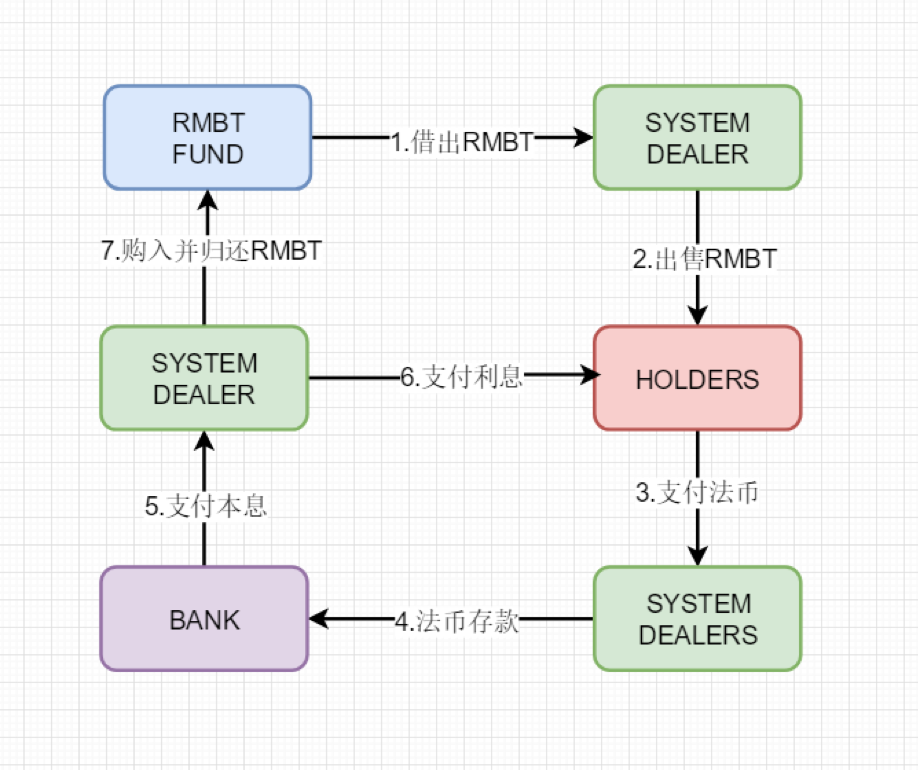 RMBT
FUND
1.借出RMBT
SYSTEM
DEALER
7.购入并归还RMBT
2.出售RMBT
SYSTEM
DEALER
6.支付利息
HOLDERS
5.支付本息
3.支付法币
BANK
4.法币存款
SYSTEM
DEALERS